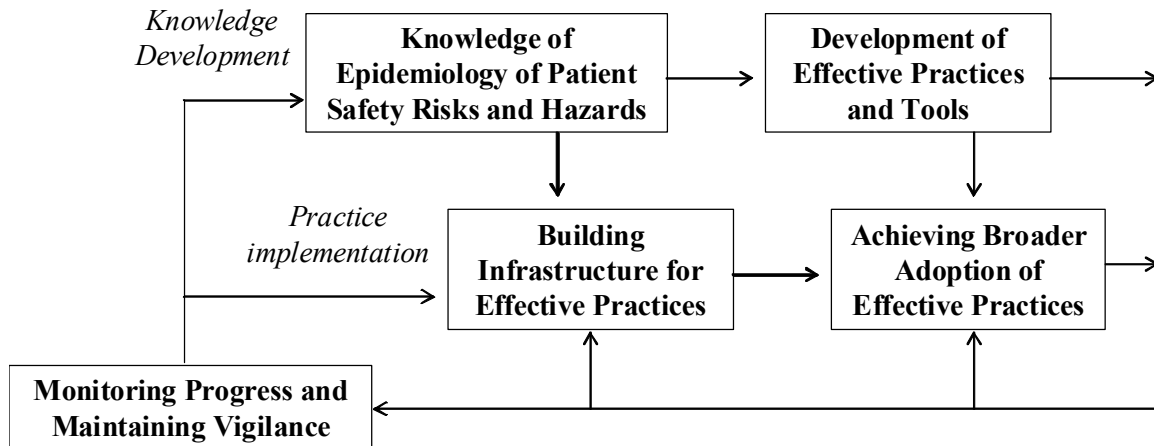 Knowledge
Development
Knowledge of
Epidemiology of Patient
Safety Risks and Hazards
Development of
Effective Practices
and Tools
Practice
implementation
Building
Infrastructure for
Effective Practices
Achieving Broader
Adoption of
Effective Practices
Monitoring Progress and
Maintaining Vigilance